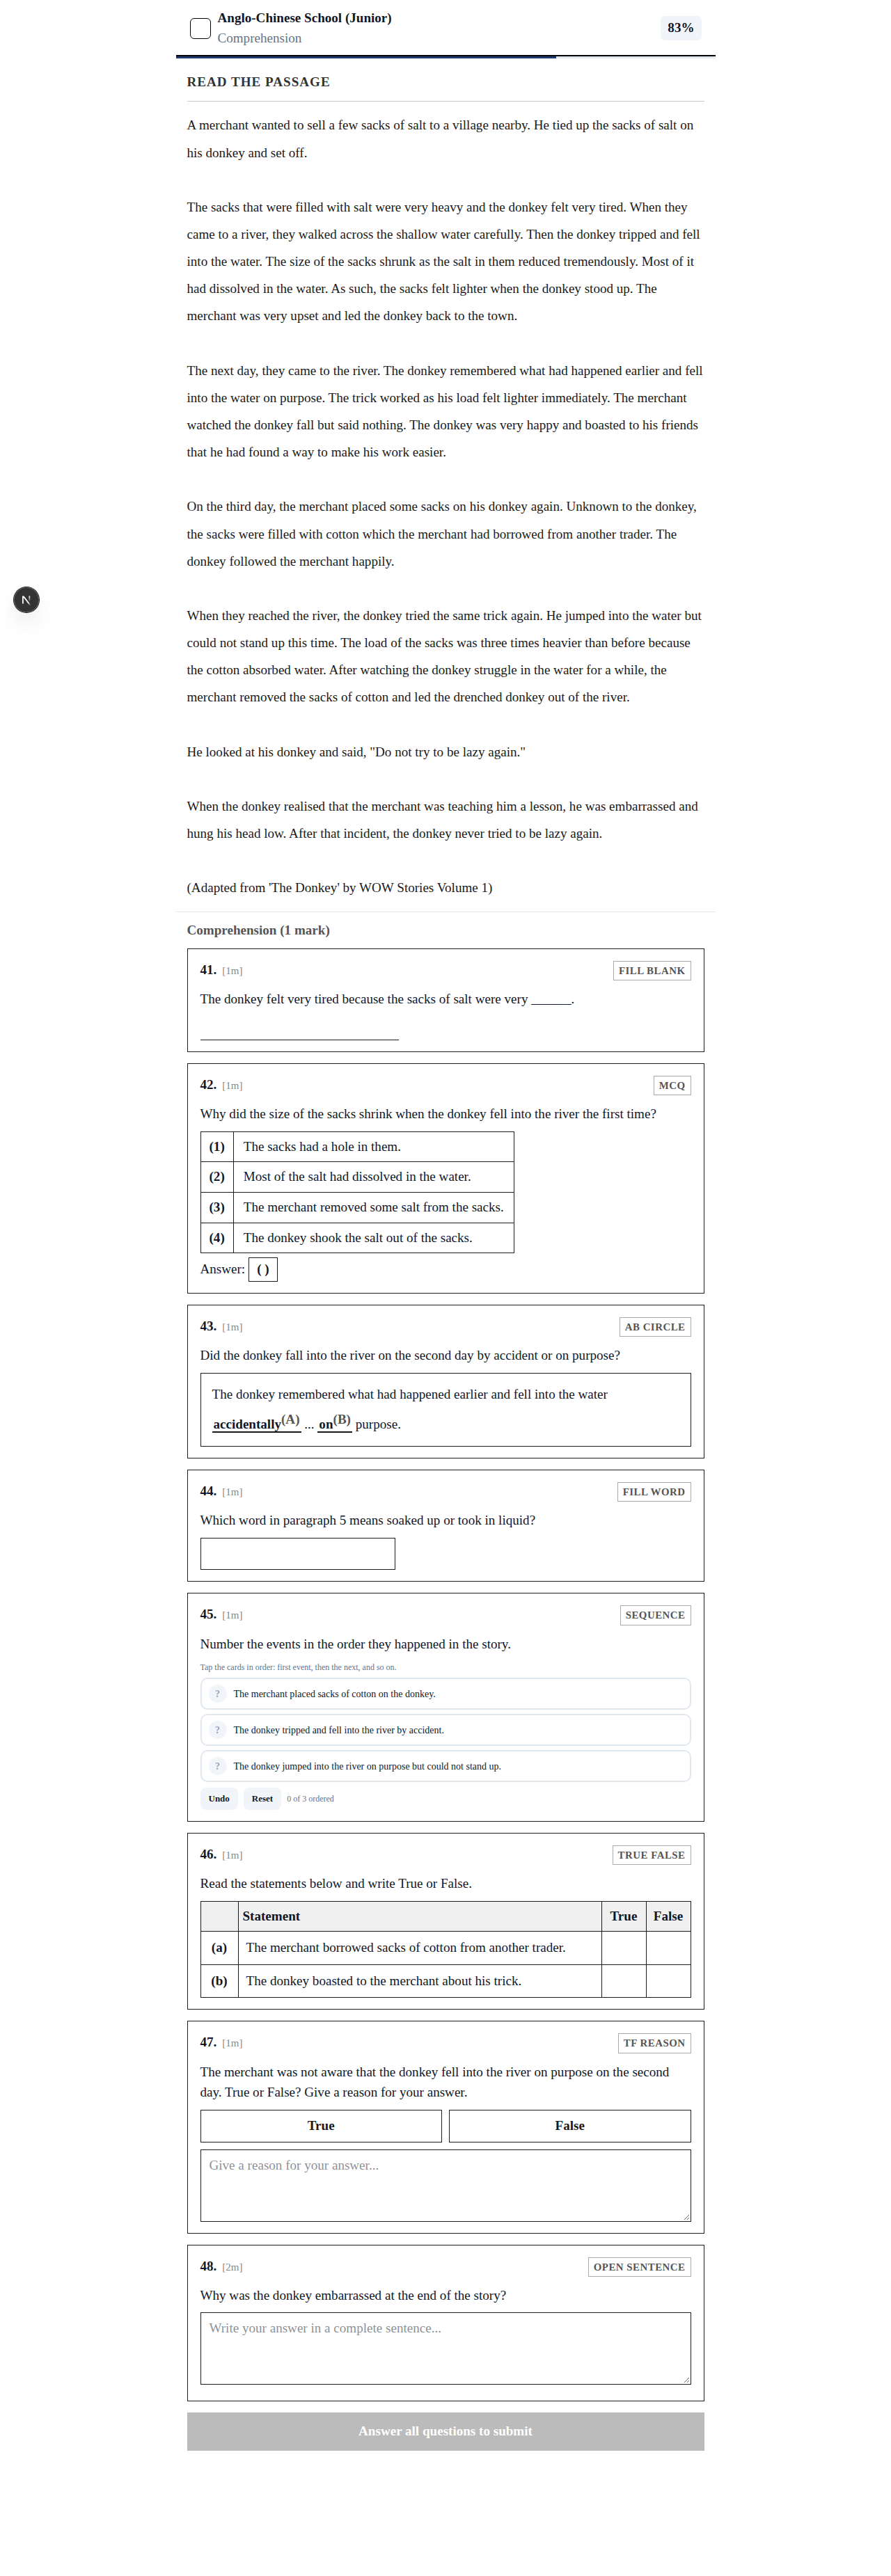 Anglo-Chinese School (Junior)
Comprehension
83%
READ THE PASSAGE
A merchant wanted to sell a few sacks of salt to a village nearby. He tied up the sacks of salt on
his donkey and set off.
The sacks that were filled with salt were very heavy and the donkey felt very tired. When they
came to a river, they walked across the shallow water carefully. Then the donkey tripped and fell
into the water. The size of the sacks shrunk as the salt in them reduced tremendously. Most of it
had dissolved in the water. As such, the sacks felt lighter when the donkey stood up. The
merchant was very upset and led the donkey back to the town.
The next day, they came to the river. The donkey remembered what had happened earlier and fell
into the water on purpose. The trick worked as his load felt lighter immediately. The merchant
watched the donkey fall but said nothing. The donkey was very happy and boasted to his friends
that he had found a way to make his work easier.
On the third day, the merchant placed some sacks on his donkey again. Unknown to the donkey,
the sacks were filled with cotton which the merchant had borrowed from another trader. The
donkey followed the merchant happily.
N
When they reached the river, the donkey tried the same trick again. He jumped into the water but
could not stand up this time. The load of the sacks was three times heavier than before because
the cotton absorbed water. After watching the donkey struggle in the water for a while, the
merchant removed the sacks of cotton and led the drenched donkey out of the river.
He looked at his donkey and said, "Do not try to be lazy again."
When the donkey realised that the merchant was teaching him a lesson, he was embarrassed and
hung his head low. After that incident, the donkey never tried to be lazy again.
(Adapted from 'The Donkey' by WOW Stories Volume 1)
Comprehension (1 mark)
41. [1m] FILL BLANK
The donkey felt very tired because the sacks of salt were very ______.
42. [1m] MCQ
Why did the size of the sacks shrink when the donkey fell into the river the first time?
(1) The sacks had a hole in them.
(2) Most of the salt had dissolved in the water.
(3) The merchant removed some salt from the sacks.
(4) The donkey shook the salt out of the sacks.
Answer: ( )
43. [1m] AB CIRCLE
Did the donkey fall into the river on the second day by accident or on purpose?
The donkey remembered what had happened earlier and fell into the water
accidentally(A) ... on(B) purpose.
44. [1m] FILL WORD
Which word in paragraph 5 means soaked up or took in liquid?
45. [1m] SEQUENCE
Number the events in the order they happened in the story.
Tap the cards in order: first event, then the next, and so on.
? The merchant placed sacks of cotton on the donkey.
? The donkey tripped and fell into the river by accident.
? The donkey jumped into the river on purpose but could not stand up.
Undo Reset 0 of 3 ordered
46. [1m] TRUE FALSE
Read the statements below and write True or False.
Statement True False
(a) The merchant borrowed sacks of cotton from another trader.
(b) The donkey boasted to the merchant about his trick.
47. [1m] TF REASON
The merchant was not aware that the donkey fell into the river on purpose on the second
day. True or False? Give a reason for your answer.
True False
Give a reason for your answer...
48. [2m] OPEN SENTENCE
Why was the donkey embarrassed at the end of the story?
Write your answer in a complete sentence...
Answer all questions to submit